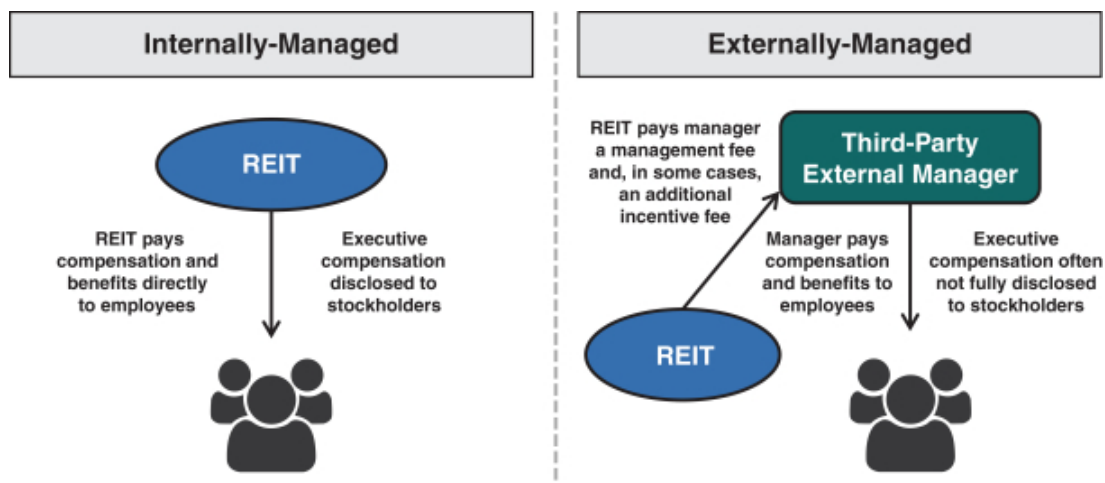 Internally-Managed
REIT
REIT pays
compensation and
benefits directly
to employees
Executive
compensation
disclosed to
stockholders
Externally-Managed
REIT pays manager
a management fee
and, in some cases,
an additional
incentive fee
Third-Party
External Manager
Manager pays
compensation
and benefits to
employees
Executive
compensation often
not fully disclosed
to stockholders
REIT